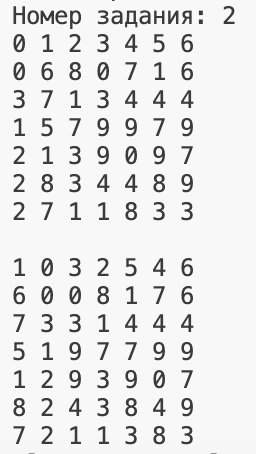 Номер задания: 2
0 1 2 3 4 5 6
0 6 8 0 7 1 6
3 7 1 3 4 4 4
1 5 7 9 9 7 9
2 1 3 9 0 9 7
2 8 3 4 4 8 9
2 7 1 1 8 3 3

1 0 3 2 5 4 6
6 0 0 8 1 7 6
7 3 3 1 4 4 4
5 1 9 7 7 9 9
1 2 9 3 9 0 7
8 2 4 3 8 4 9
7 2 1 1 3 8 3